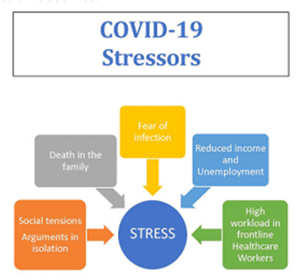 COVID-19
Stressors
Fear of
infection
Death in the
family
Reduced income
and
Unemployment
Social tensions
Arguments in
isolation
STRESS
High
workload in
frontline
Healthcare
Workers